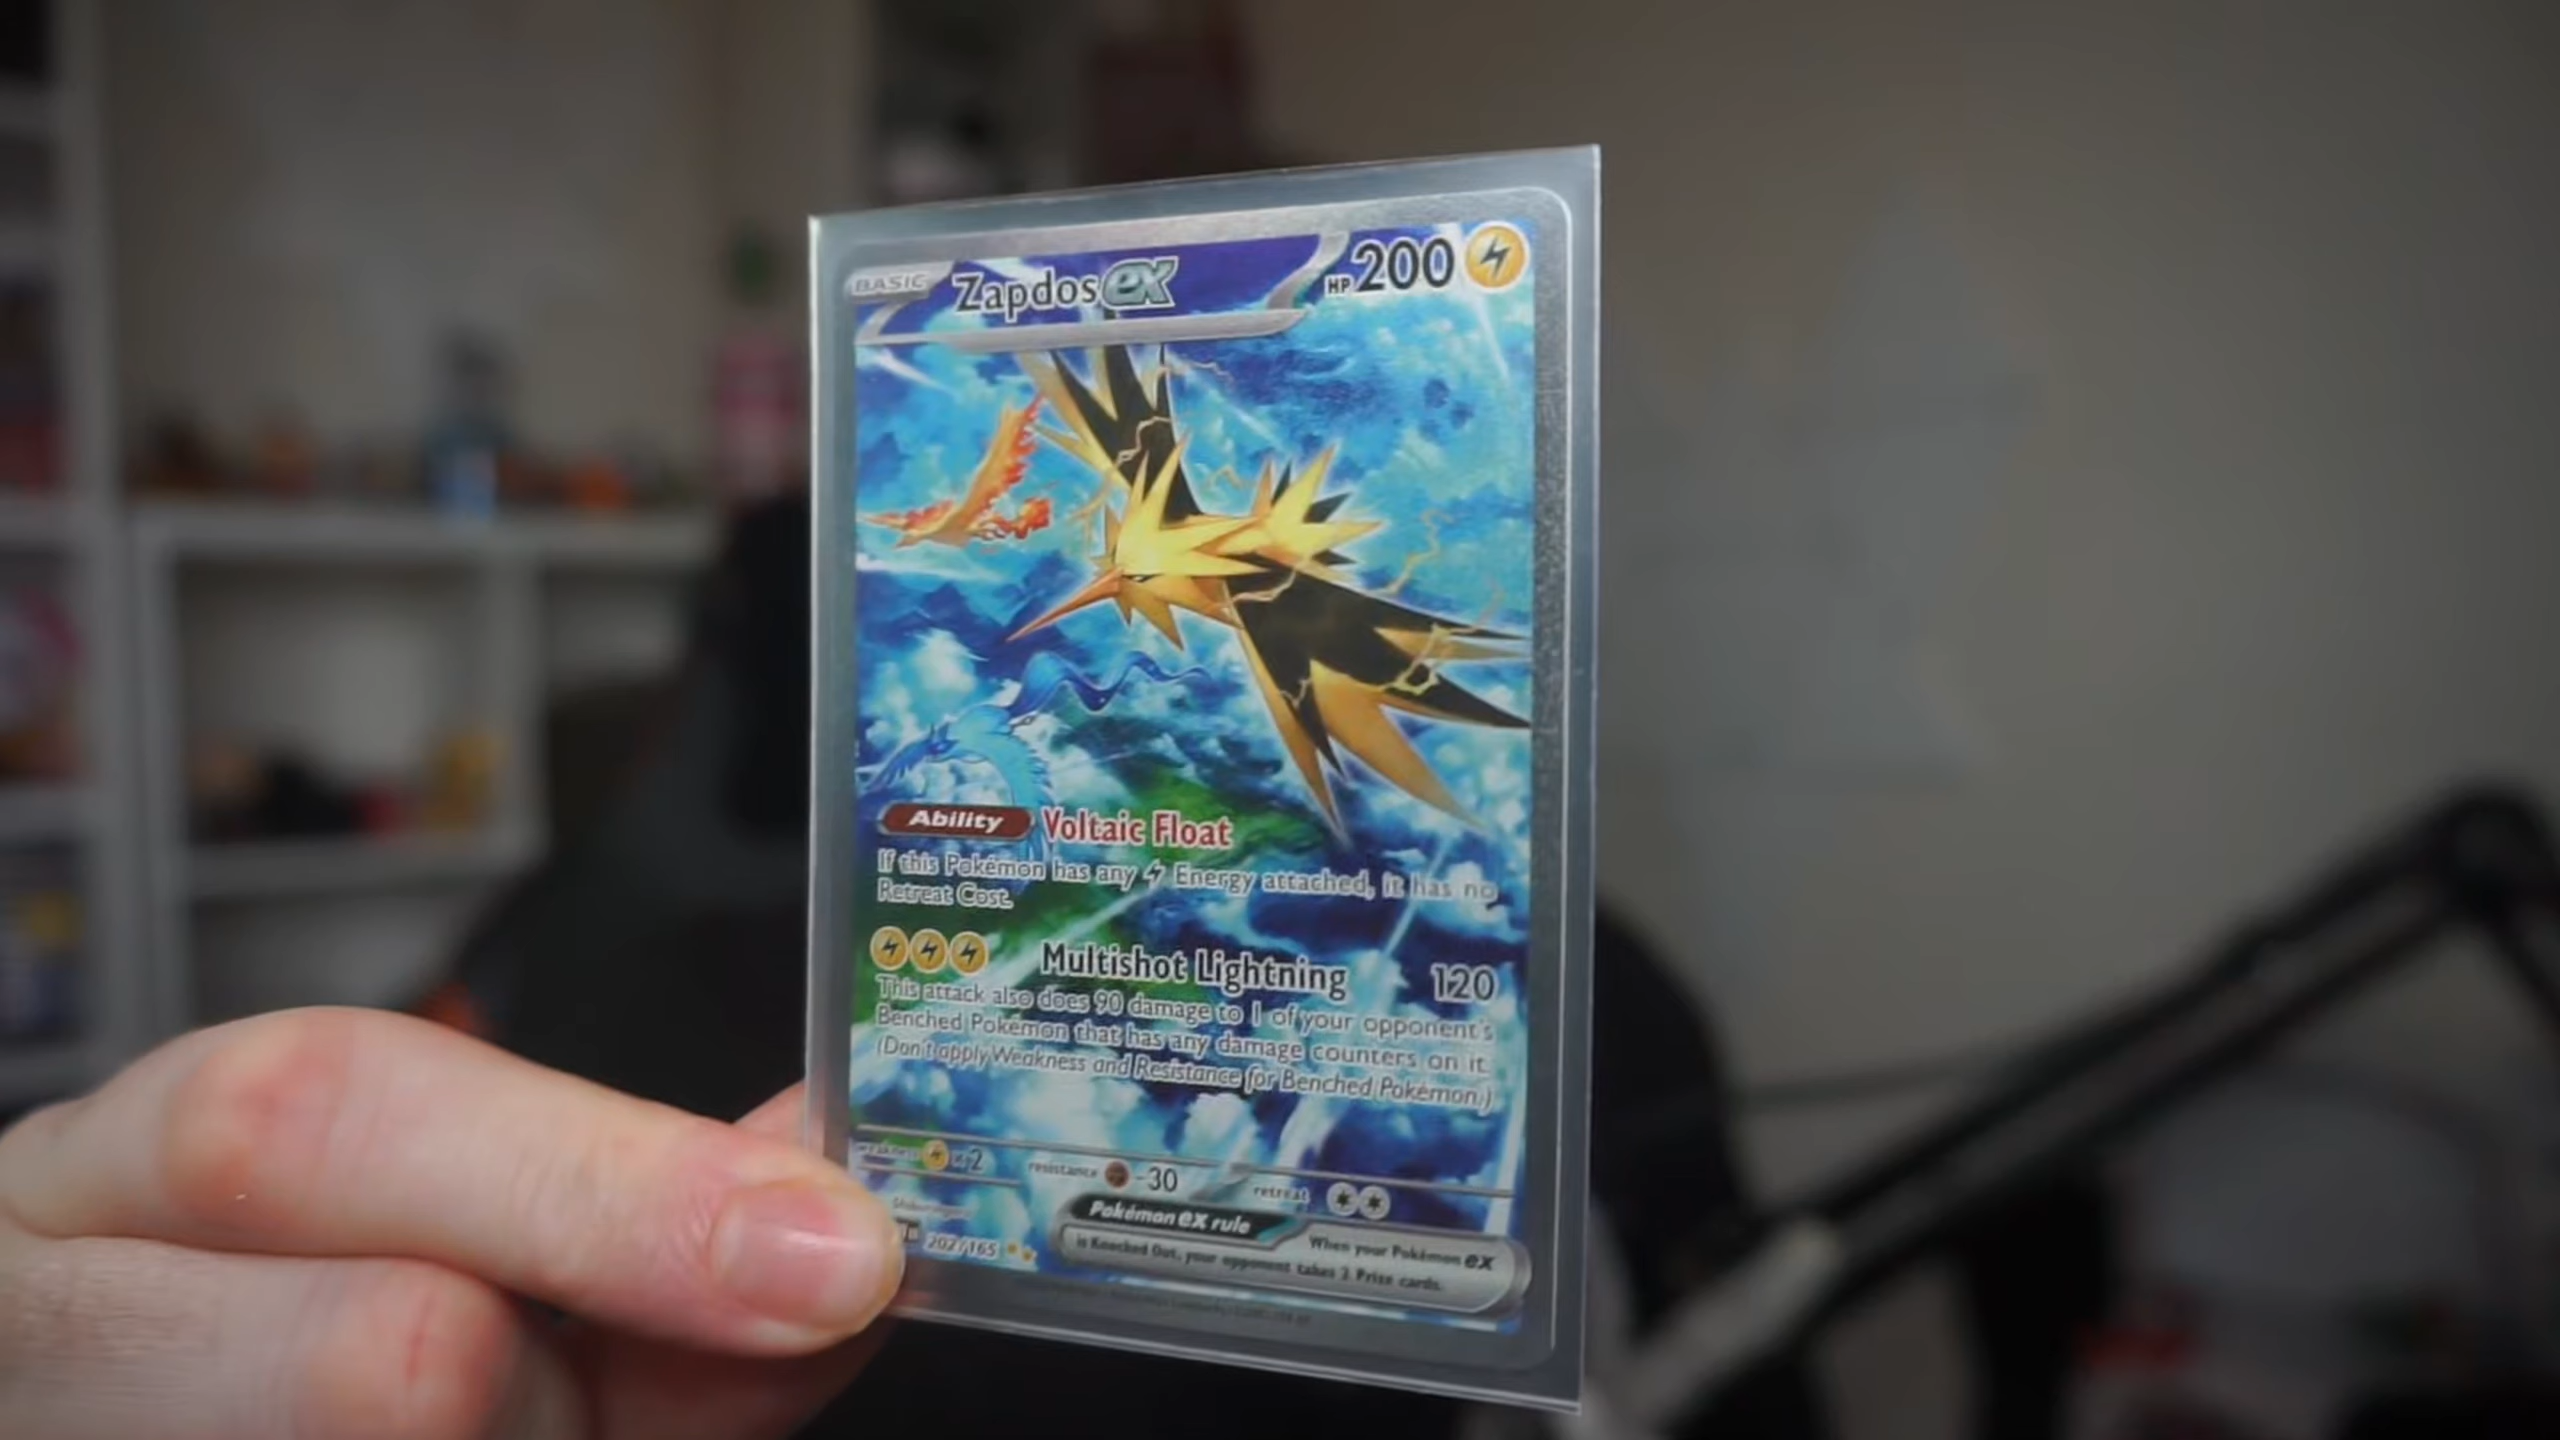 BASIC Zapdos ex HP 200
Ability Voltaic Float
If this Pokémon has any Energy attached, it has no
Retreat Cost.
Multishot Lightning 120
This attack also does 90 damage to 1 of your opponent's
Benched Pokémon that has any damage counters on it.
(Don't apply Weakness and Resistance for Benched Pokémon.)
weakness ×2 resistance -30 retreat
202/165
Pokémon ex rule When your Pokémon ex
is Knocked Out, your opponent takes 2 Prize cards.